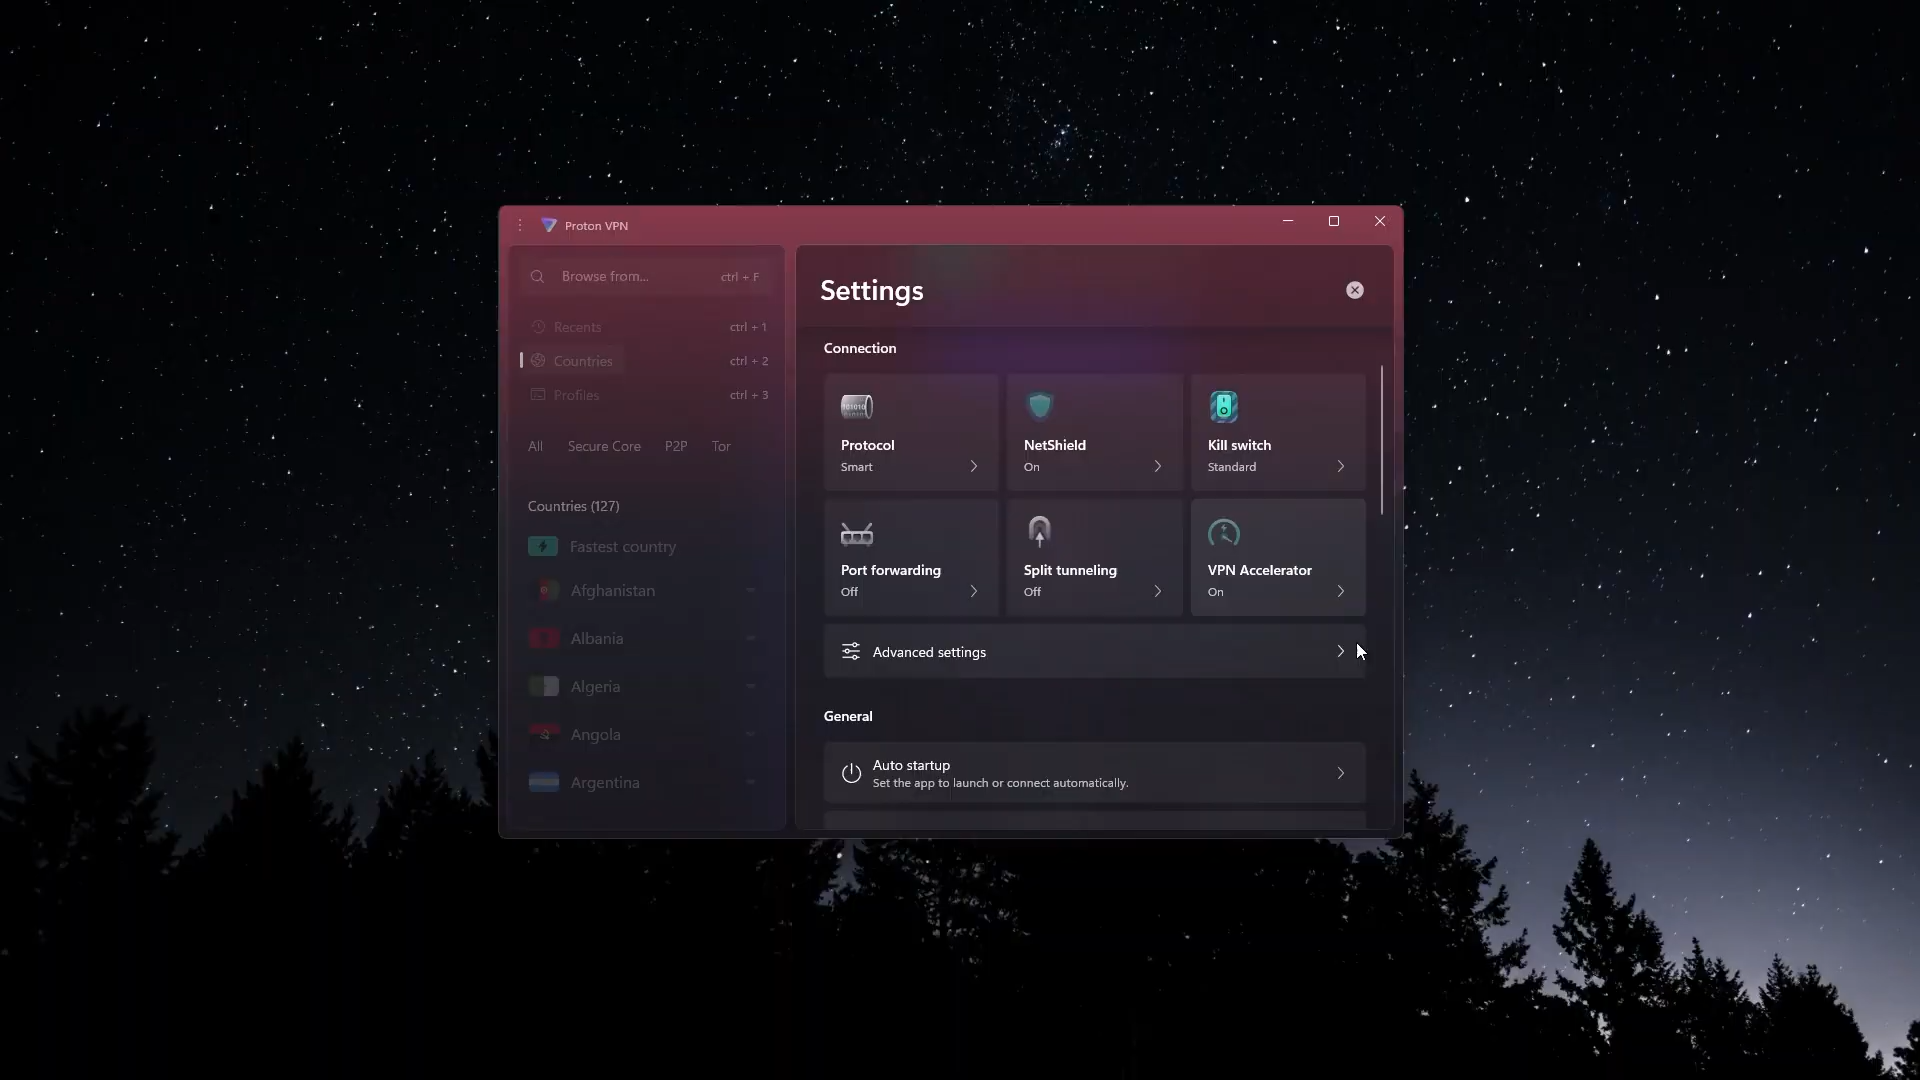 Proton VPN
Browse from...
ctrl + F
Recents
ctrl + 1
Countries
ctrl + 2
Profiles
ctrl + 3
All
Secure Core
P2P
Tor
Countries (127)
Fastest country
Afghanistan
Albania
Algeria
Angola
Argentina
Settings
Connection
Protocol
Smart
NetShield
On
Kill switch
Standard
Port forwarding
Off
Split tunneling
Off
VPN Accelerator
On
Advanced settings
General
Auto startup
Set the app to launch or connect automatically.